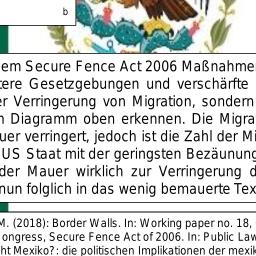 b
em Secure Fence Act 2006 Maßnahmen
tere Gesetzgebungen und verschärfte
er Verringerung von Migration, sondern
n Diagramm oben erkennen. Die Migra
uer verringert, jedoch ist die Zahl der Mi
US Staat mit der geringsten Bezäunung
der Mauer wirklich zur Verringerung d
nun folglich in das wenig bemauerte Tex
M. (2018): Border Walls. In: Working paper no. 18,
ongress, Secure Fence Act of 2006. In: Public Law
ht Mexiko?: die politischen Implikationen der mexik